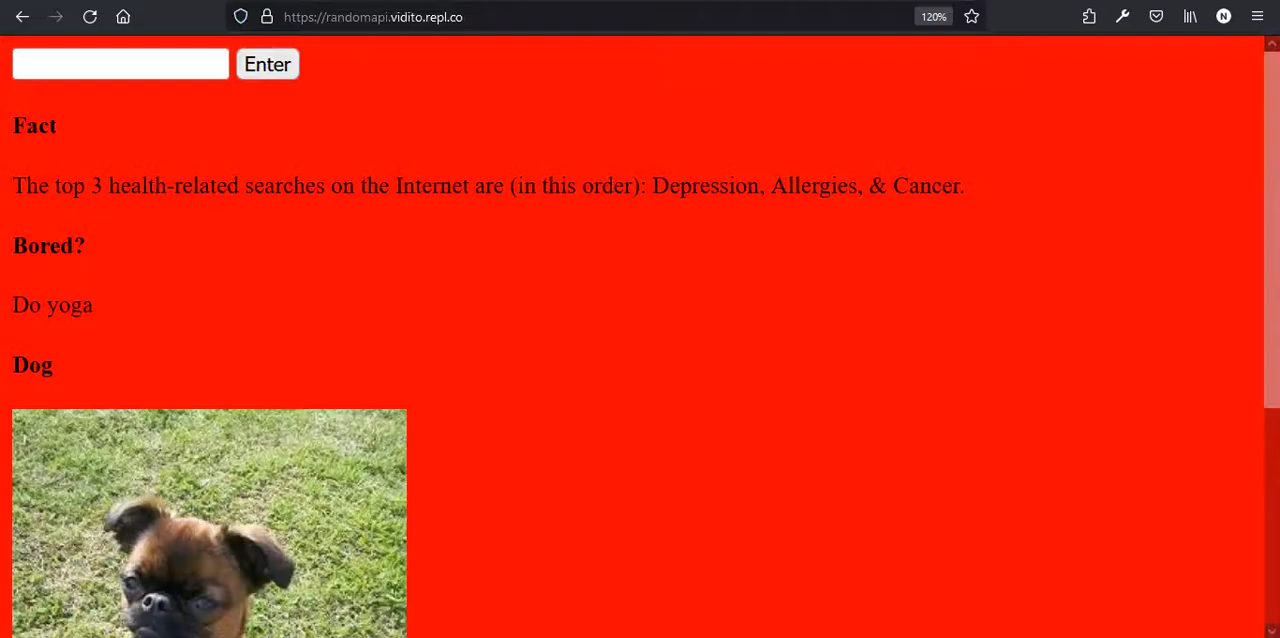 https://randomapi.vidito.repl.co
120%
N
Enter
Fact
The top 3 health-related searches on the Internet are (in this order): Depression, Allergies, & Cancer.
Bored?
Do yoga
Dog